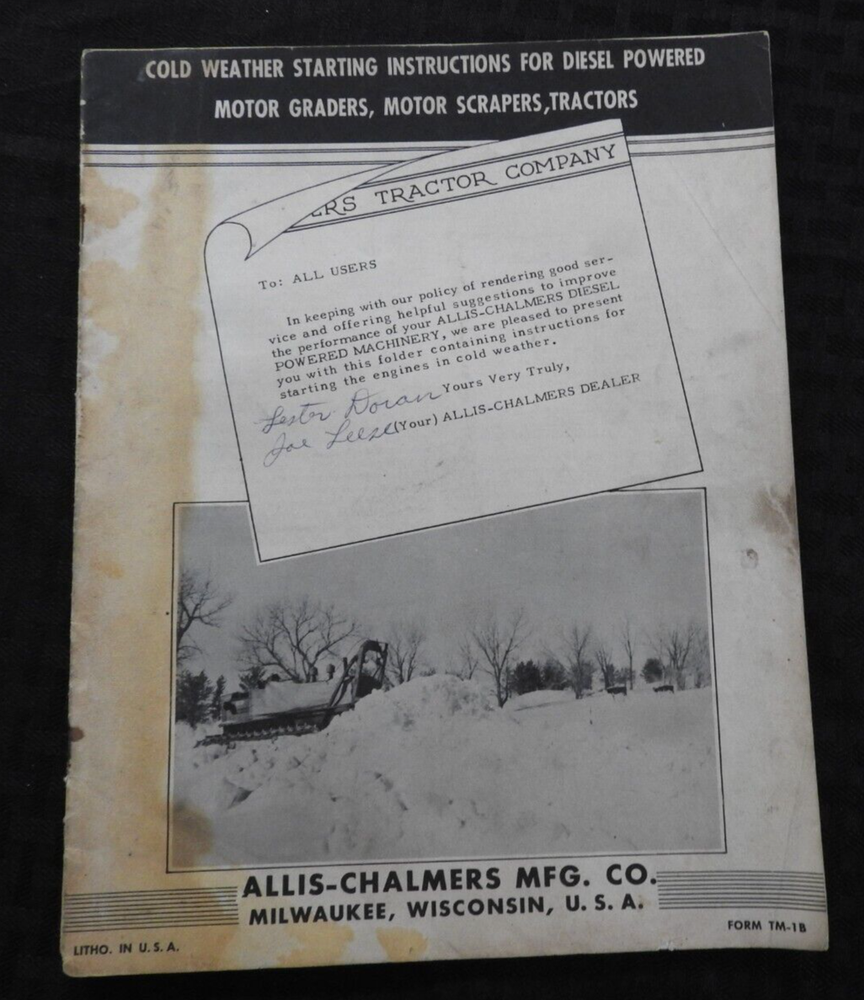 COLD WEATHER STARTING INSTRUCTIONS FOR DIESEL POWERED
MOTOR GRADERS, MOTOR SCRAPERS,TRACTORS
ERS TRACTOR COMPANY
To: ALL USERS
In keeping with our policy of rendering good ser-
vice and offering helpful suggestions to improve
the performance of your ALLIS-CHALMERS DIESEL
POWERED MACHINERY, we are pleased to present
you with this folder containing instructions for
starting the engines in cold weather.
Lester Doran Yours Very Truly,
Joe (Your) ALLIS-CHALMERS DEALER
ALLIS-CHALMERS MFG. CO.
MILWAUKEE, WISCONSIN, U. S. A.
FORM TM-1B
LITHO. IN U. S. A.